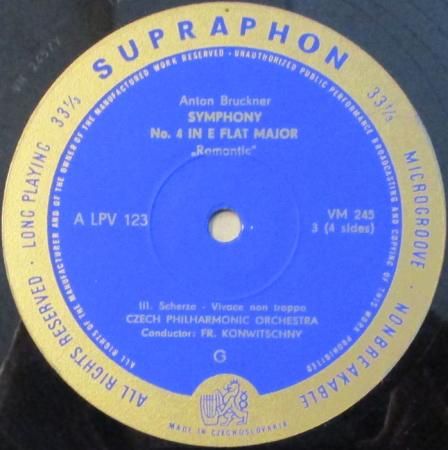 SUPRAPHON
ALL RIGHTS RESERVED · LONG PLAYING 33⅓
33⅓ MICROGROOVE · NONBREAKABLE
ALL RIGHTS OF THE MANUFACTURER AND OF THE OWNER OF THE MANUFACTURED WORK RESERVED - UNAUTHORIZED PUBLIC PERFORMANCE BROADCASTING AND COPYING OF THIS WORK PROHIBITED
Anton Bruckner
SYMPHONY
No. 4 IN E FLAT MAJOR
„Romantic“
A LPV 123
VM 245
3 (4 sides)
III. Scherzo - Vivace non troppo
CZECH PHILHARMONIC ORCHESTRA
Conductor: FR. KONWITSCHNY
G
MADE IN CZECHOSLOVAKIA